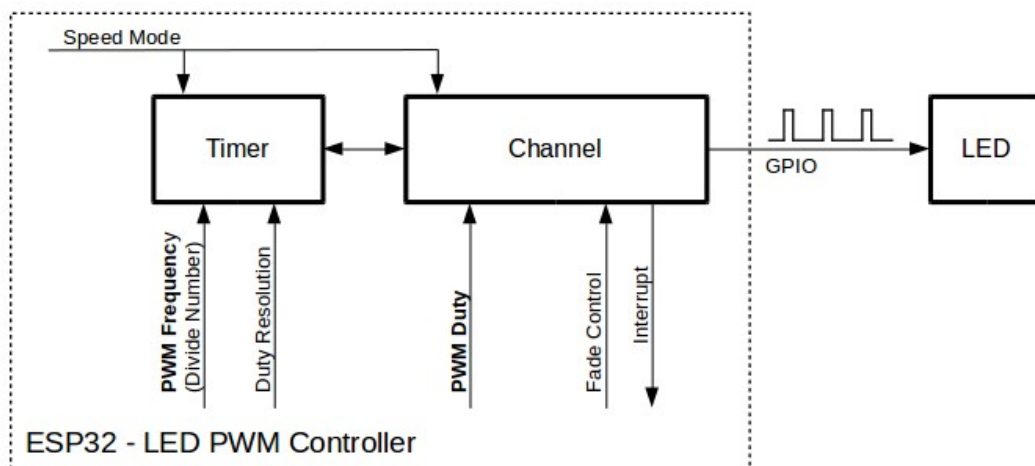 Speed Mode
Timer
Channel
GPIO
LED
PWM Frequency
(Divide Number)
Duty Resolution
PWM Duty
Fade Control
Interrupt
ESP32 - LED PWM Controller